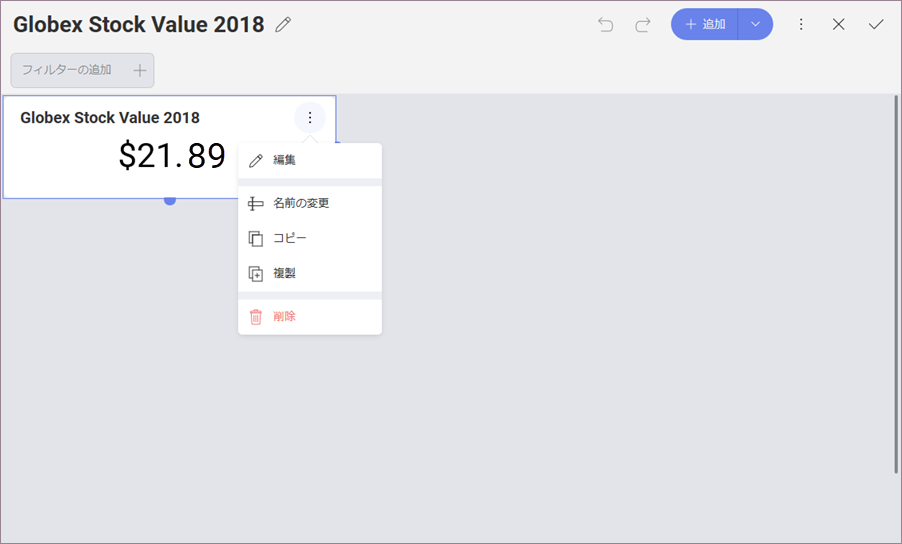 Globex Stock Value 2018
追加
フィルターの追加
Globex Stock Value 2018
$21.89
編集
名前の変更
コピー
複製
削除